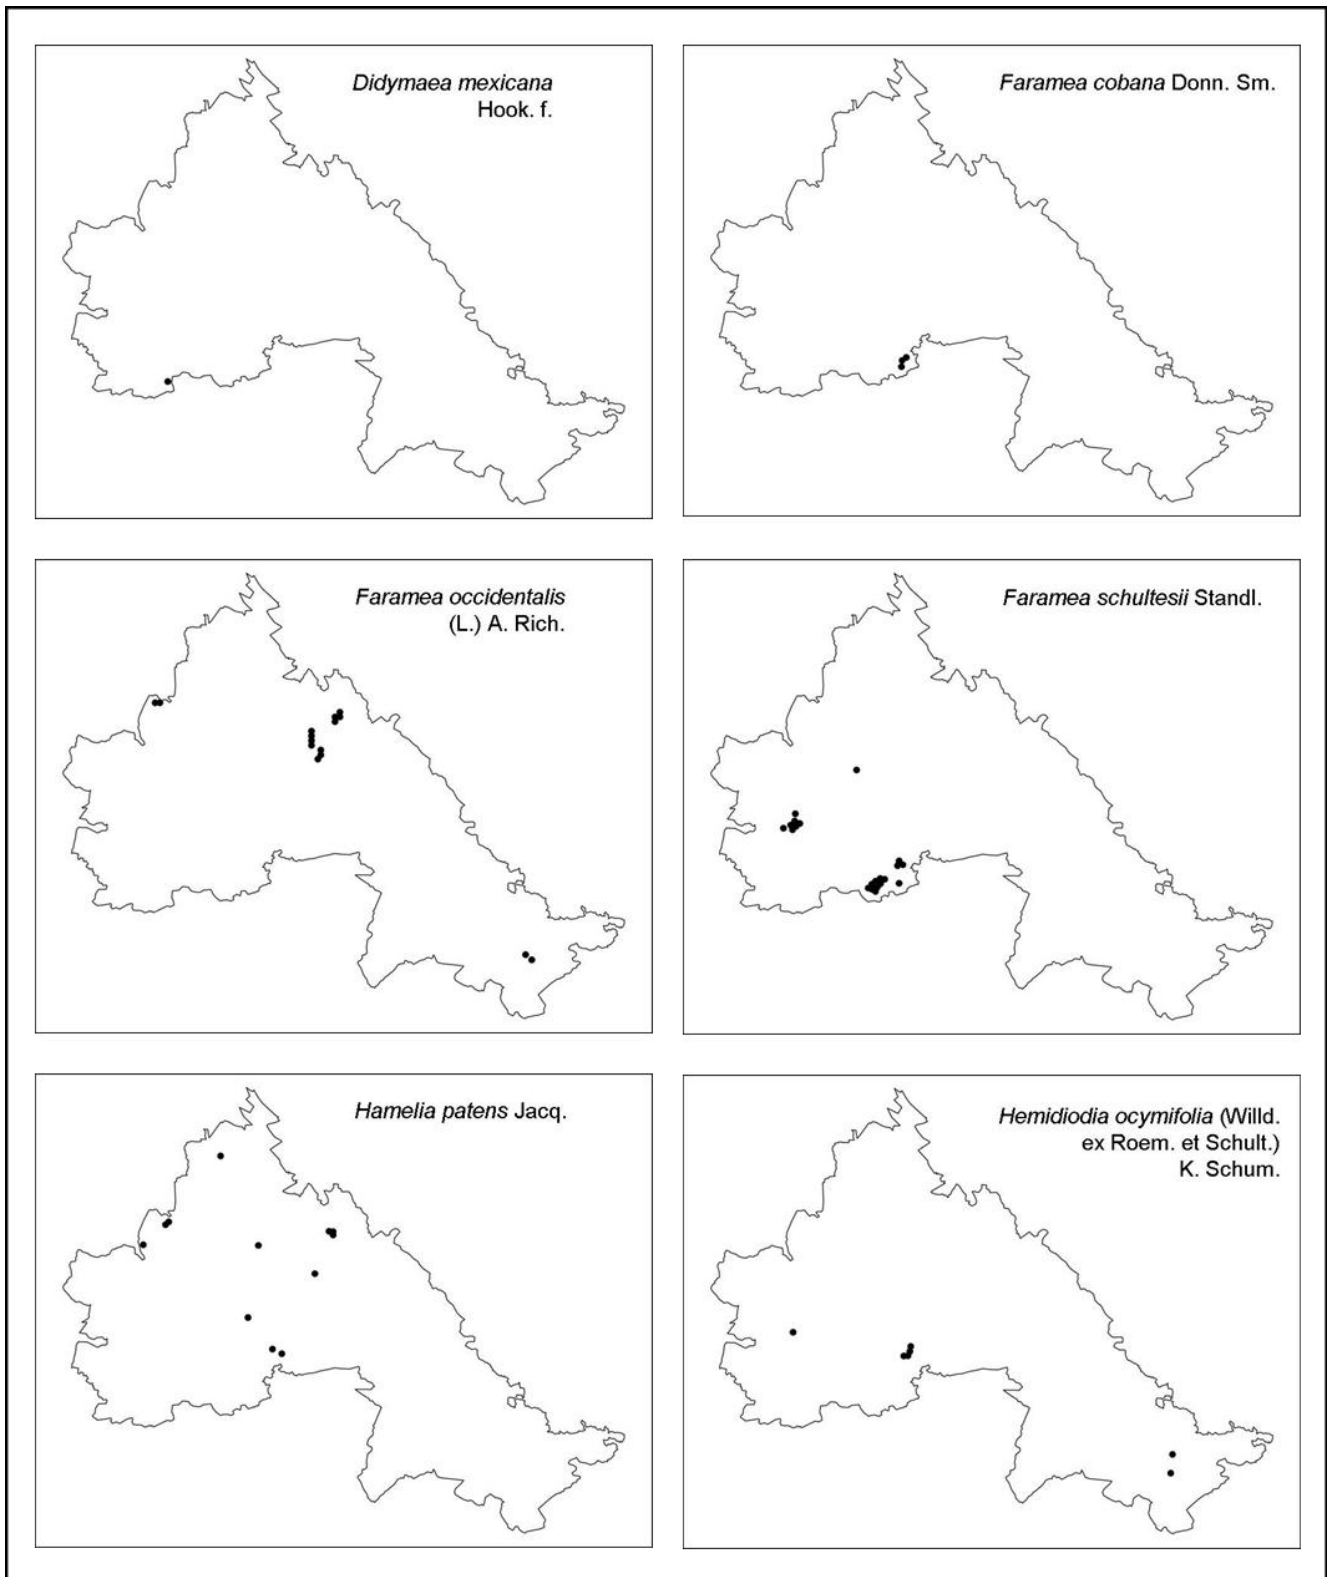 Didymaea mexicana
Hook. f.
Faramea cobana Donn. Sm.
Faramea occidentalis
(L.) A. Rich.
Faramea schultesii Standl.
Hamelia patens Jacq.
Hemidiodia ocymifolia (Willd.
ex Roem. et Schult.)
K. Schum.